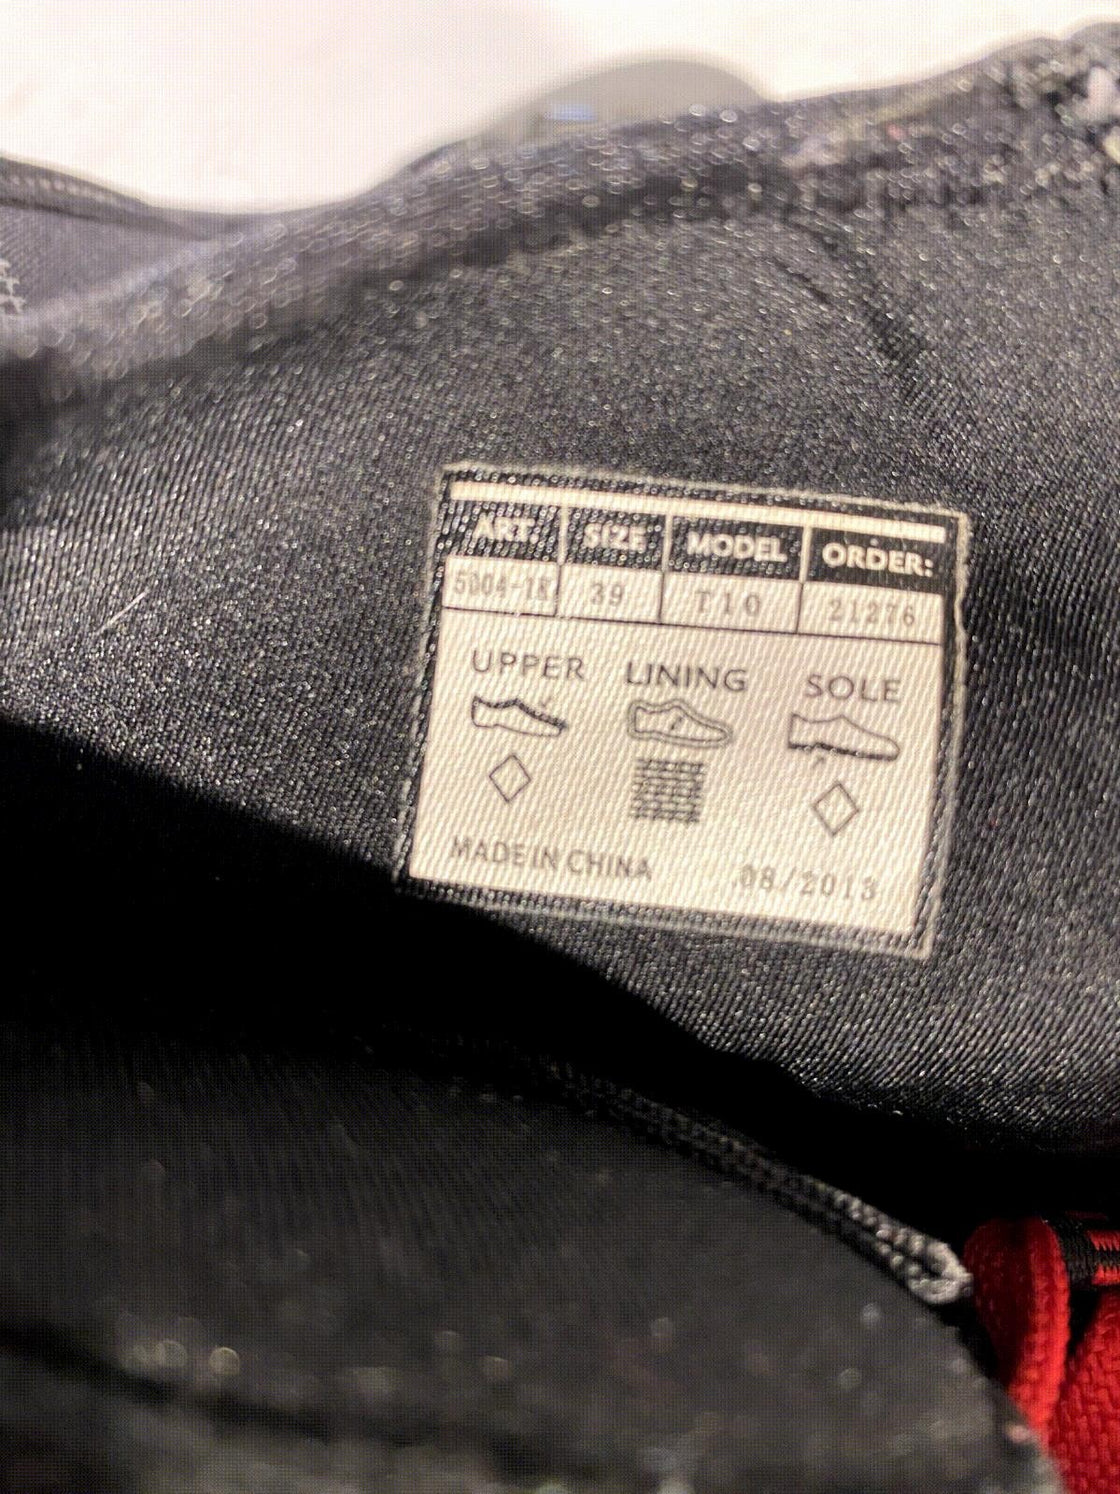 ART. SIZE MODEL ORDER:
39 T10 21276
UPPER LINING SOLE
MADE IN CHINA 08/2013